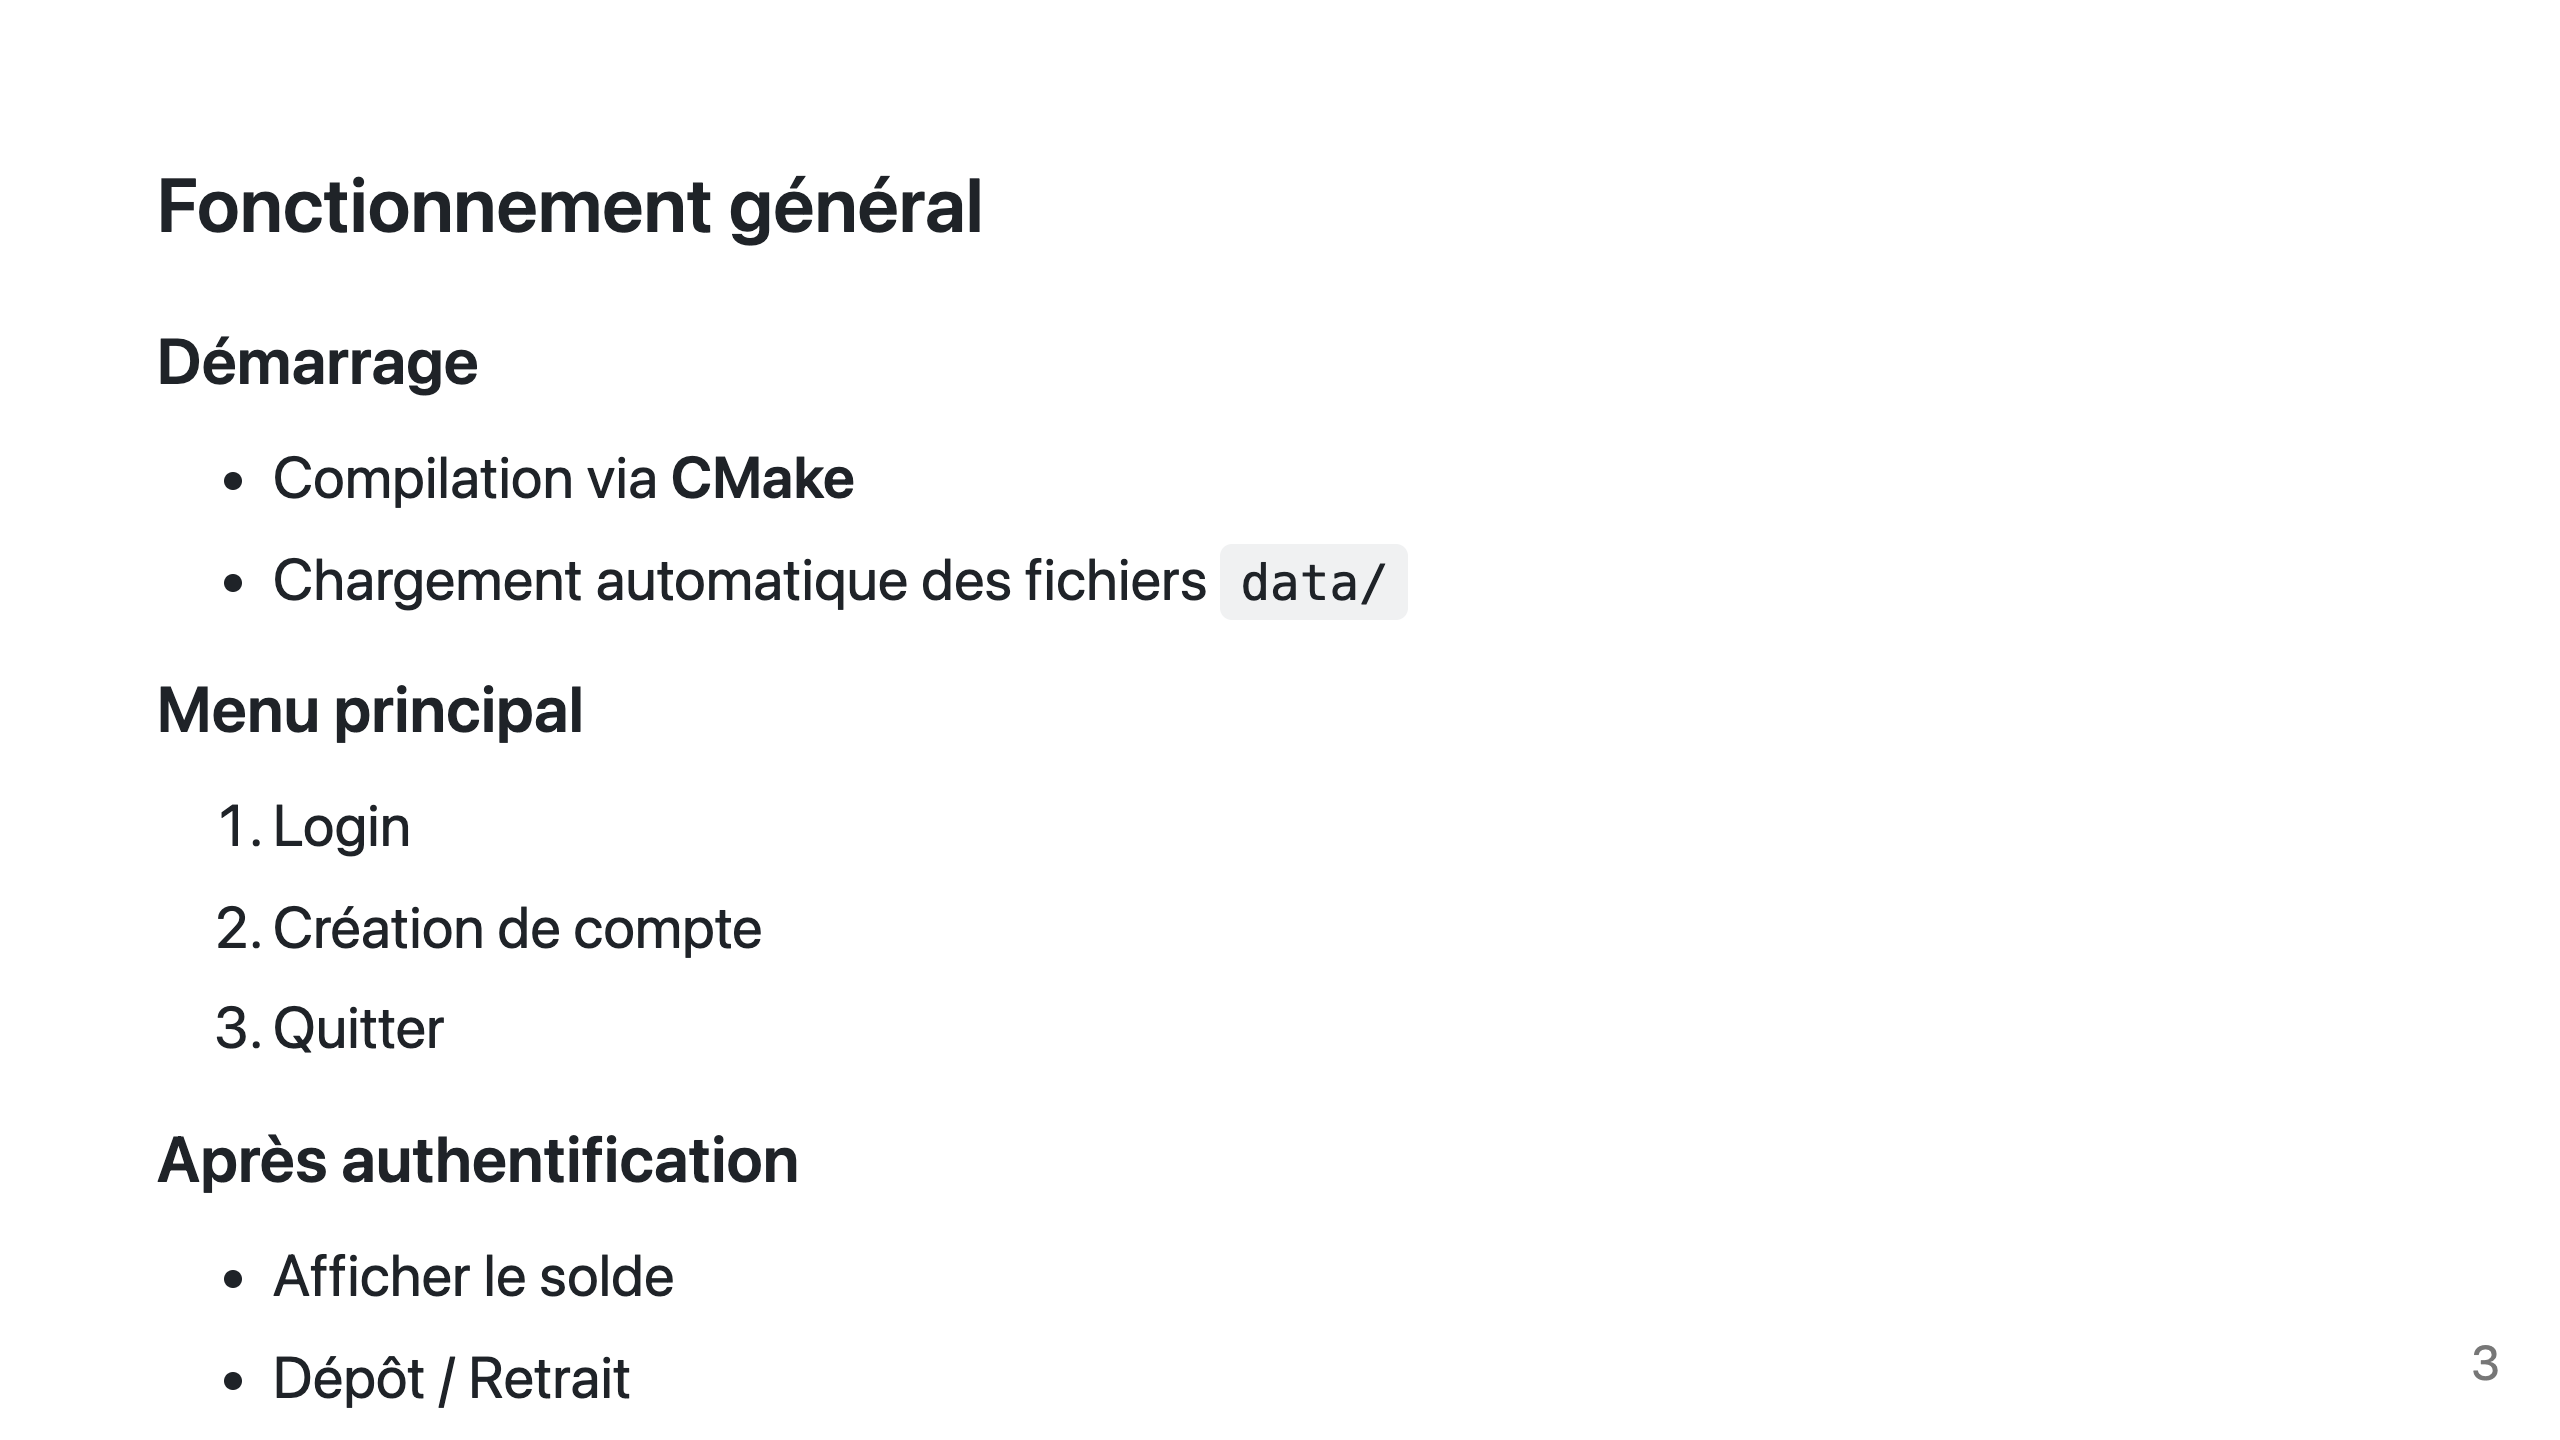 Fonctionnement général
Démarrage
• Compilation via CMake
• Chargement automatique des fichiers data/
Menu principal
1. Login
2. Création de compte
3. Quitter
Après authentification
• Afficher le solde
• Dépôt / Retrait
3